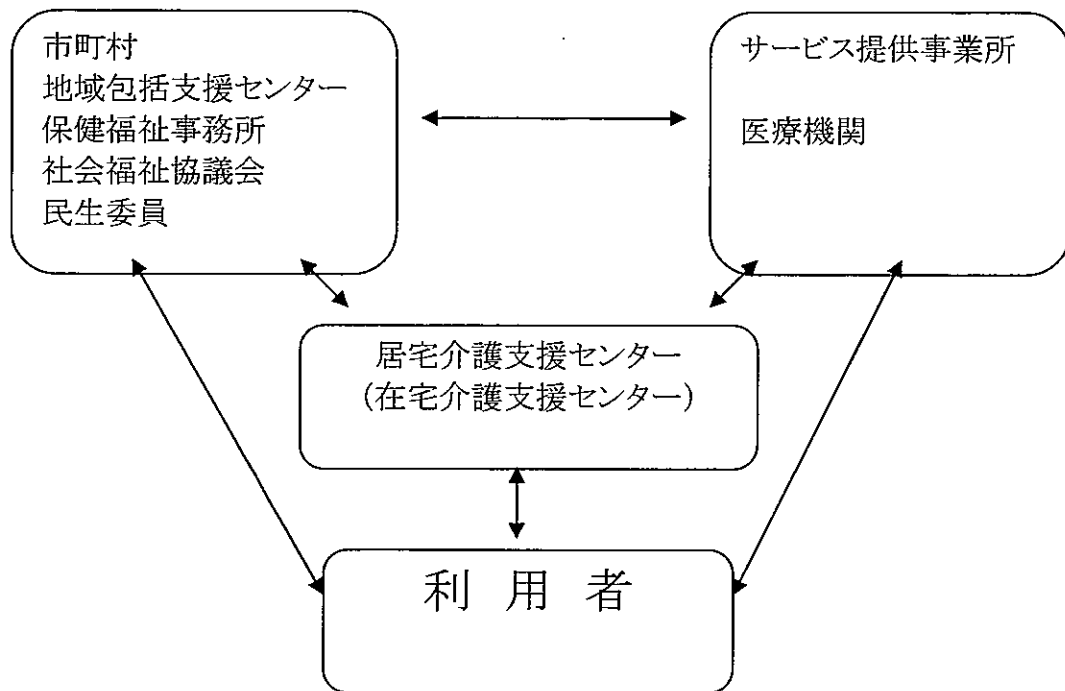 市町村
地域包括支援センター
保健福祉事務所
社会福祉協議会
民生委員
サービス提供事業所
医療機関
居宅介護支援センター
(在宅介護支援センター)
利 用 者